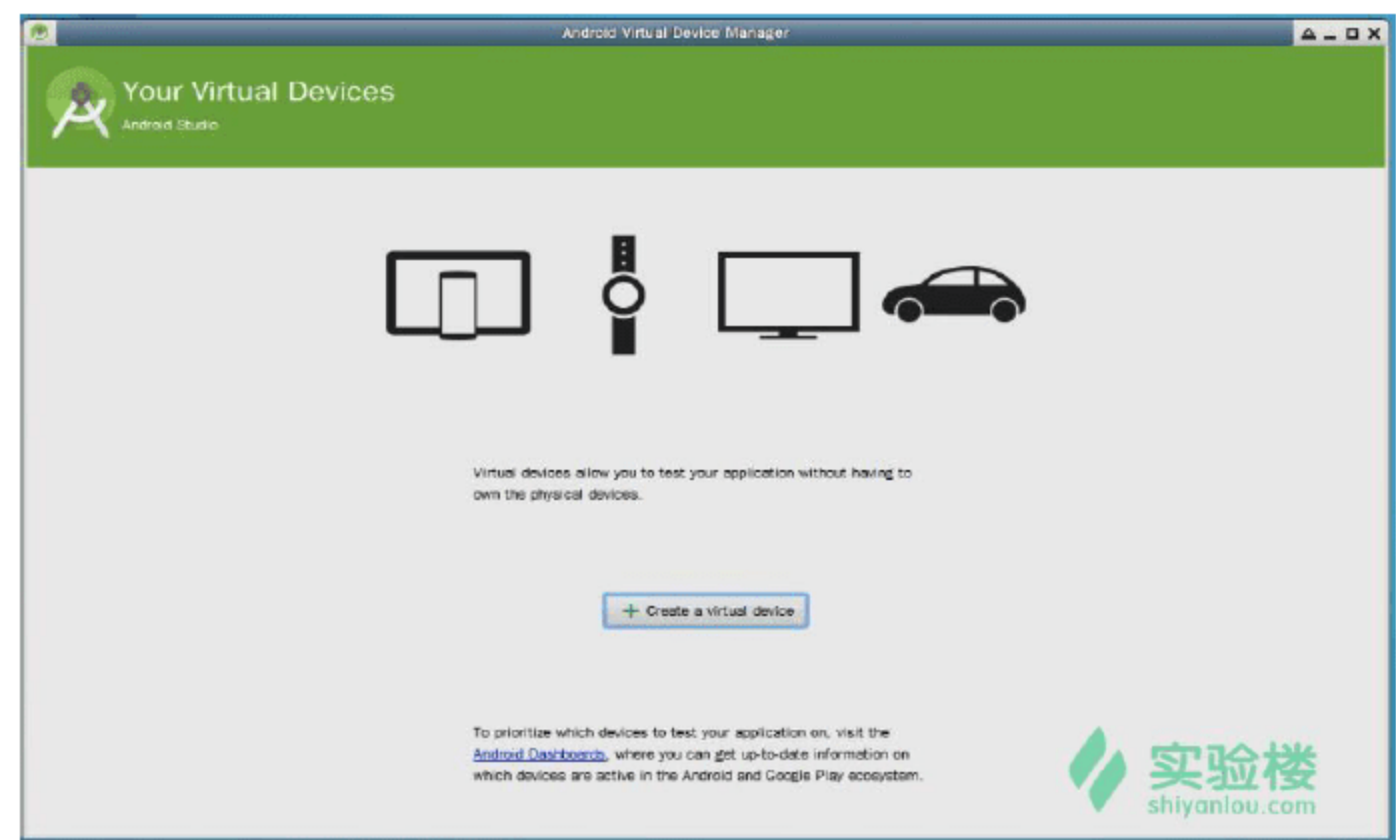 Android Virtual Device Manager
Your Virtual Devices
Android Studio
Virtual devices allow you to test your application without having to
own the physical devices.
+ Create a virtual device
To prioritize which devices to test your application on, visit the
Android Dashboards, where you can get up-to-date information on
which devices are active in the Android and Google Play ecosystem.
实验楼
shiyanlou.com